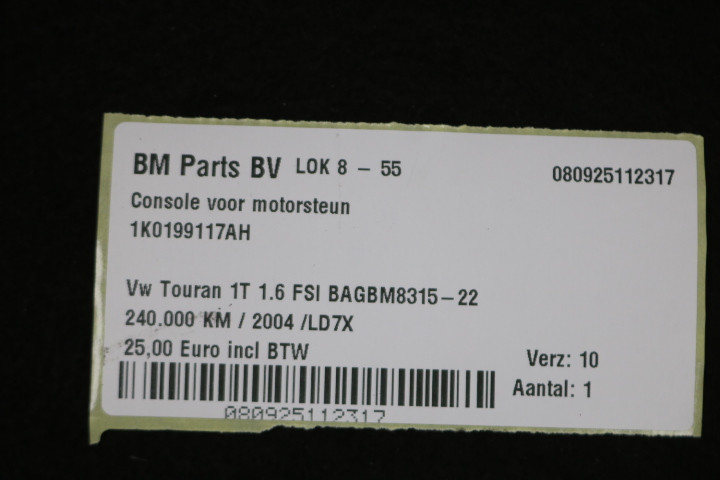 BM Parts BV LOK 8 - 55 080925112317
Console voor motorsteun
1K0199117AH
Vw Touran 1T 1.6 FSI BAGBM8315-22
240.000 KM / 2004 /LD7X
25,00 Euro incl BTW
Verz: 10
Aantal: 1
080925112317